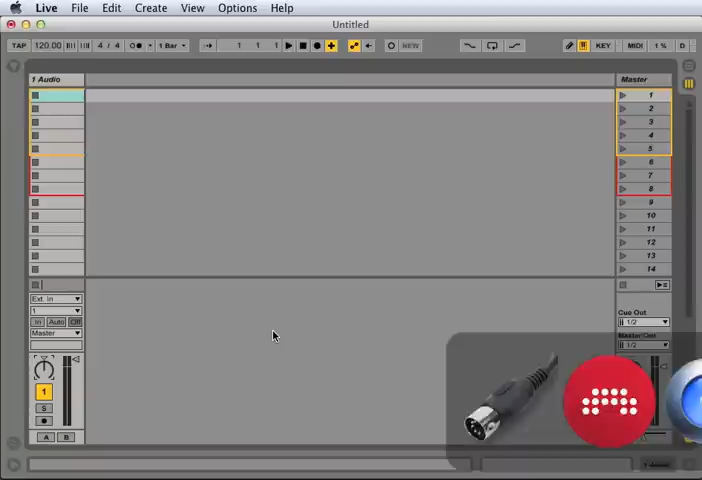 Live File Edit Create View Options Help
Untitled
TAP 120.00 4 / 4 1 Bar 1 1 1 NEW KEY MIDI 1 % D
1 Audio Master
1
2
3
4
5
6
7
8
9
10
11
12
13
14
Ext. In
1
In Auto Off
Master
Cue Out
1/2
Master Out
1/2
1
S
A B